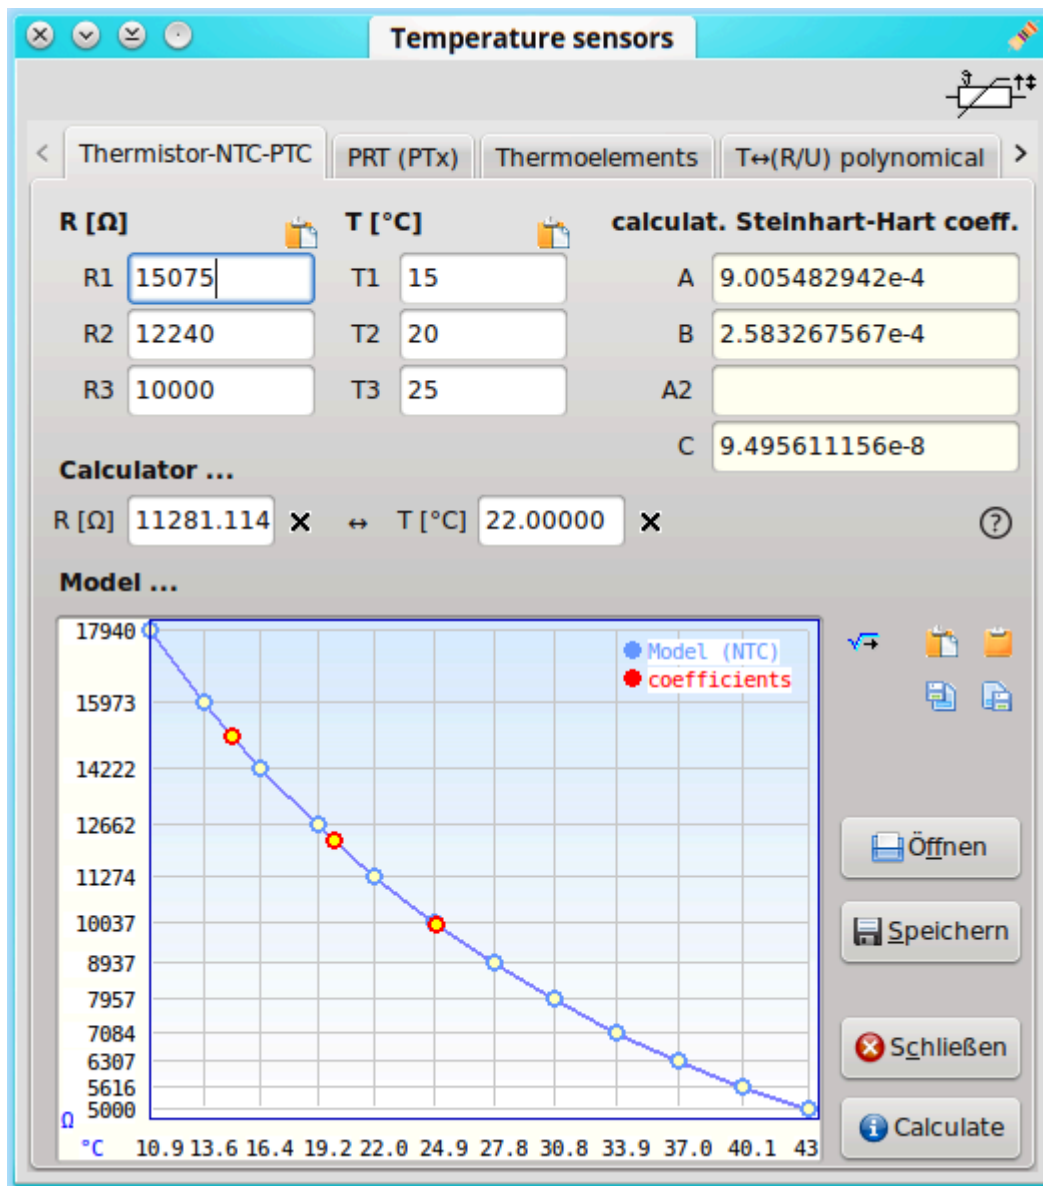 Temperature sensors
Thermistor-NTC-PTC PRT (PTx) Thermoelements T↔(R/U) polynomical
R [Ω] T [°C] calculat. Steinhart-Hart coeff.
R1 15075 T1 15 A 9.005482942e-4
R2 12240 T2 20 B 2.583267567e-4
R3 10000 T3 25 A2
C 9.495611156e-8
Calculator ...
R [Ω] 11281.114 ↔ T [°C] 22.00000
Model ...
17940
Model (NTC)
coefficients
15973
14222
12662
11274
Öffnen
10037
Speichern
8937
7957
7084
6307
Schließen
5616
5000
Ω
Calculate
°C 10.9 13.6 16.4 19.2 22.0 24.9 27.8 30.8 33.9 37.0 40.1 43